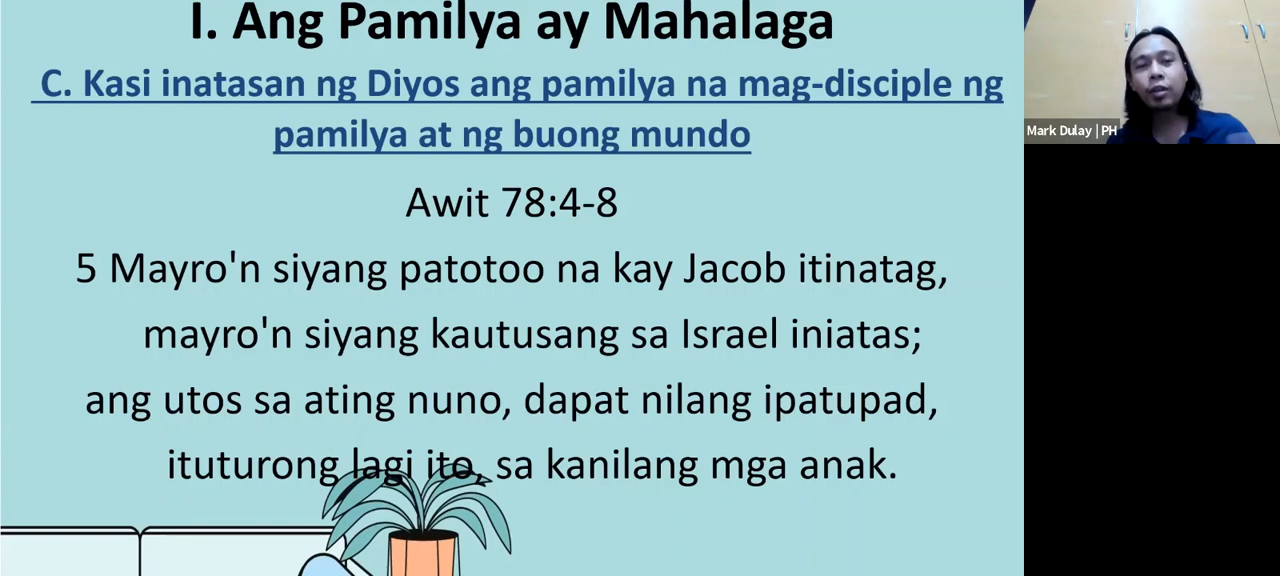 I. Ang Pamilya ay Mahalaga
C. Kasi inatasan ng Diyos ang pamilya na mag-disciple ng
pamilya at ng buong mundo
Awit 78:4-8
5 Mayro'n siyang patotoo na kay Jacob itinatag,
mayro'n siyang kautusang sa Israel iniatas;
ang utos sa ating nuno, dapat nilang ipatupad,
ituturong lagi ito, sa kanilang mga anak.
Mark Dulay | PH